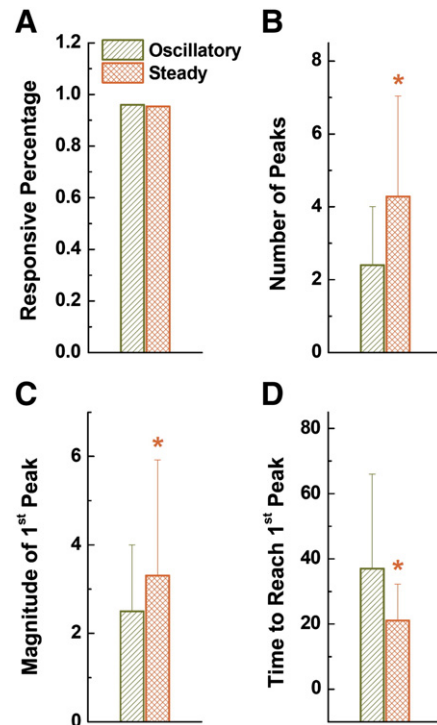 A
Responsive Percentage
1.2
1.0
0.8
0.6
0.4
0.2
0.0
Oscillatory
Steady
B
Number of Peaks
8
6
4
2
0
*
C
Magnitude of 1st Peak
6
4
2
0
*
D
Time to Reach 1st Peak
80
60
40
20
0
*